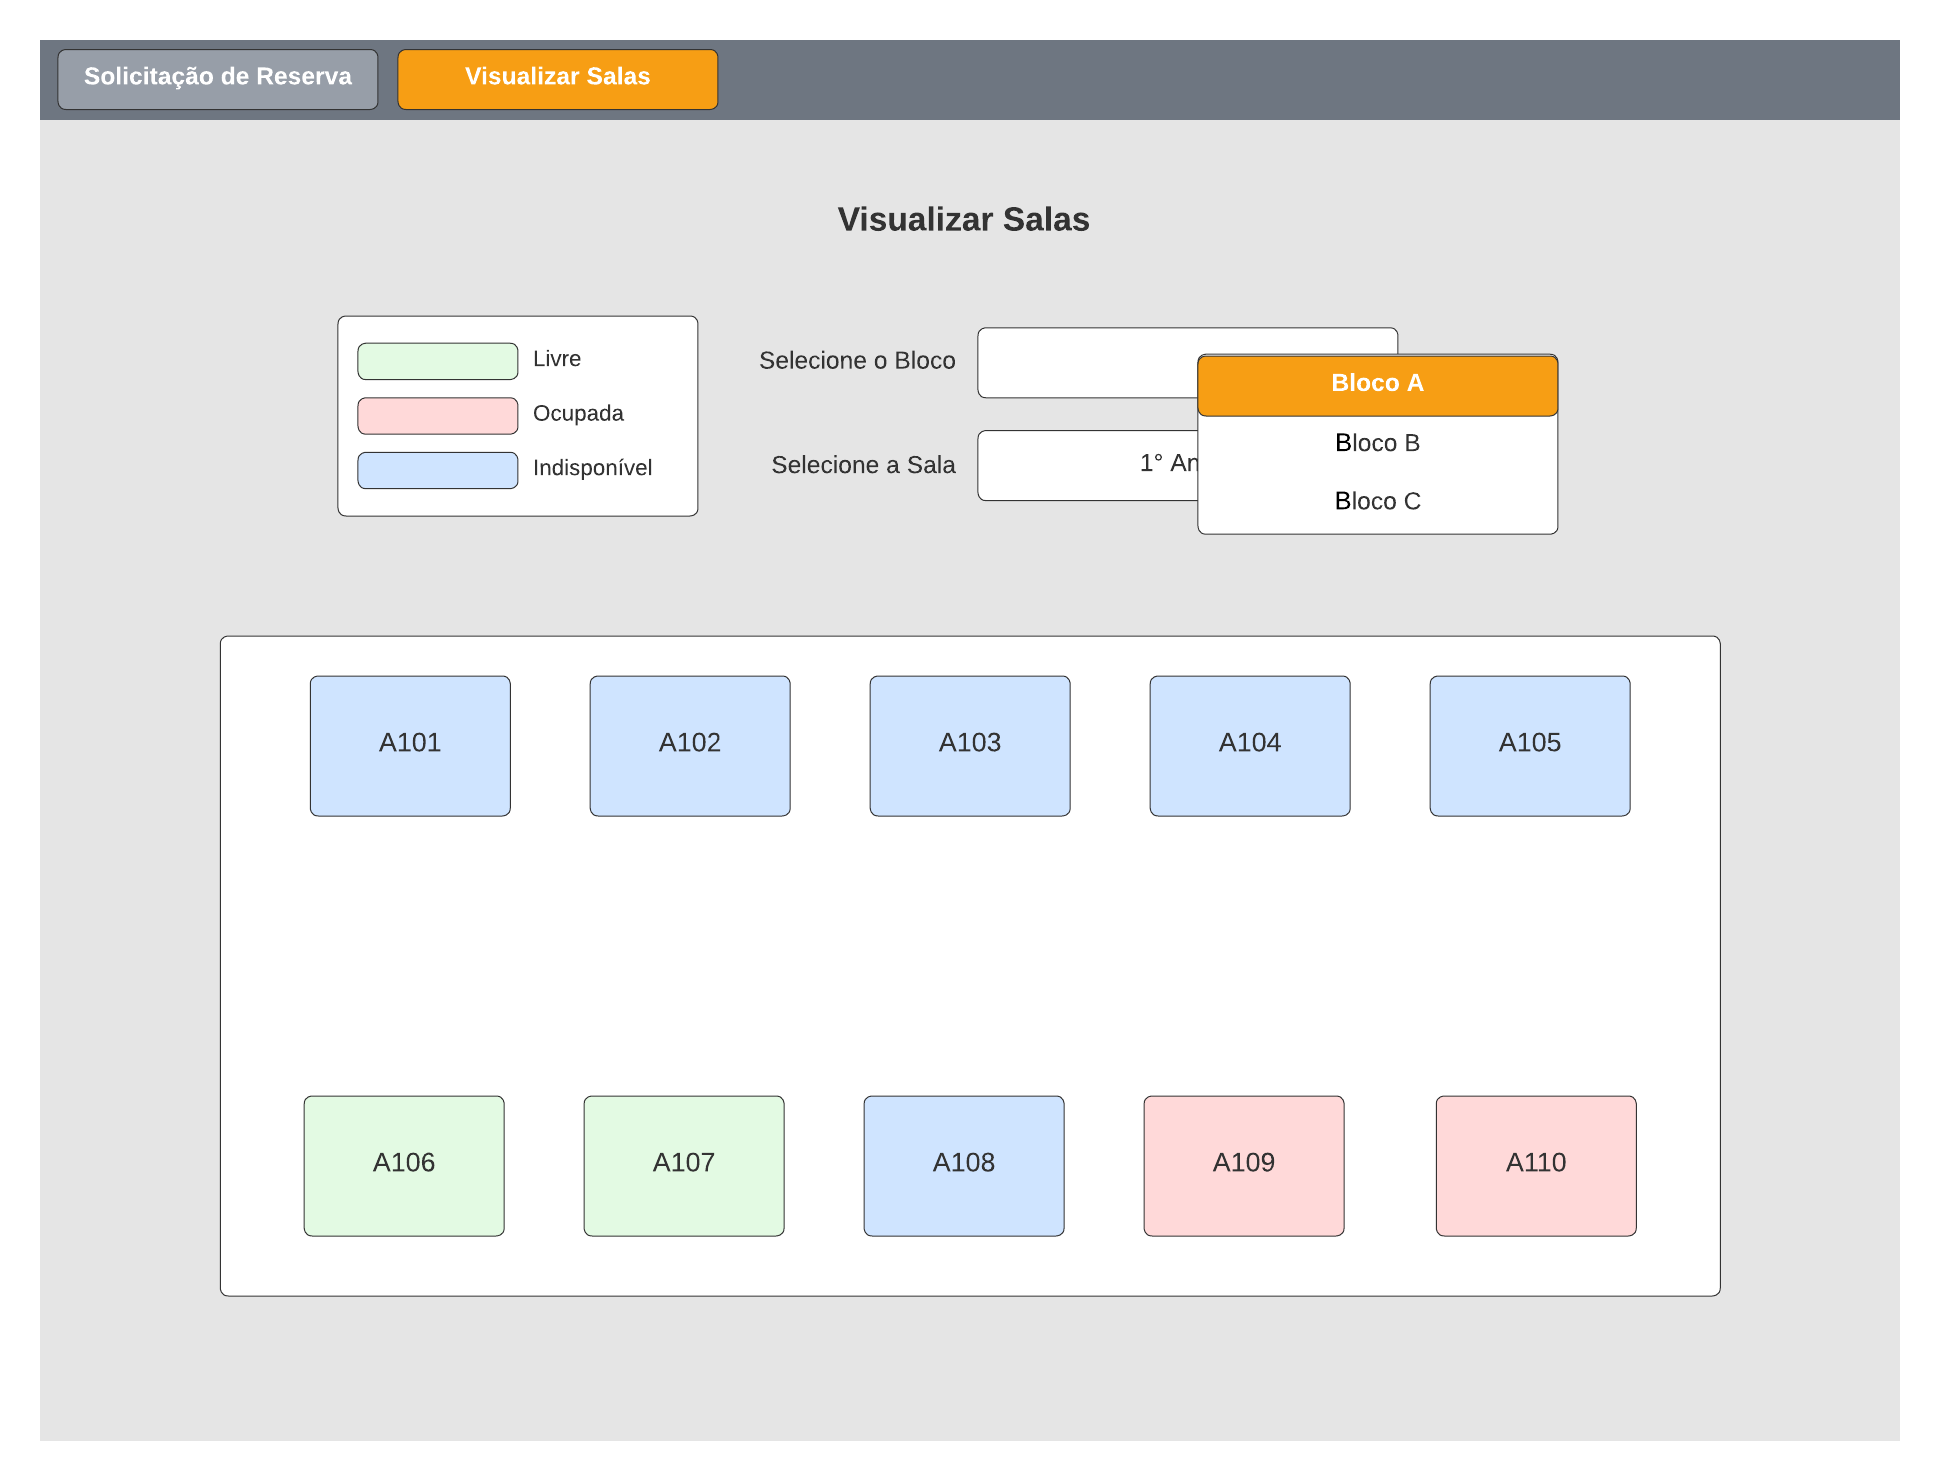 Solicitação de Reserva
Visualizar Salas
Visualizar Salas
Livre
Ocupada
Indisponível
Selecione o Bloco
Selecione a Sala
1° An
Bloco A
Bloco B
Bloco C
A101
A102
A103
A104
A105
A106
A107
A108
A109
A110